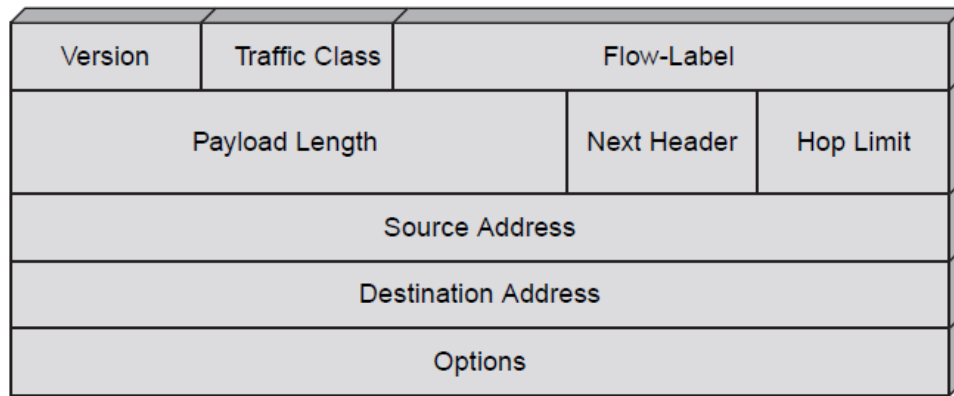 Version Traffic Class Flow-Label
Payload Length Next Header Hop Limit
Source Address
Destination Address
Options